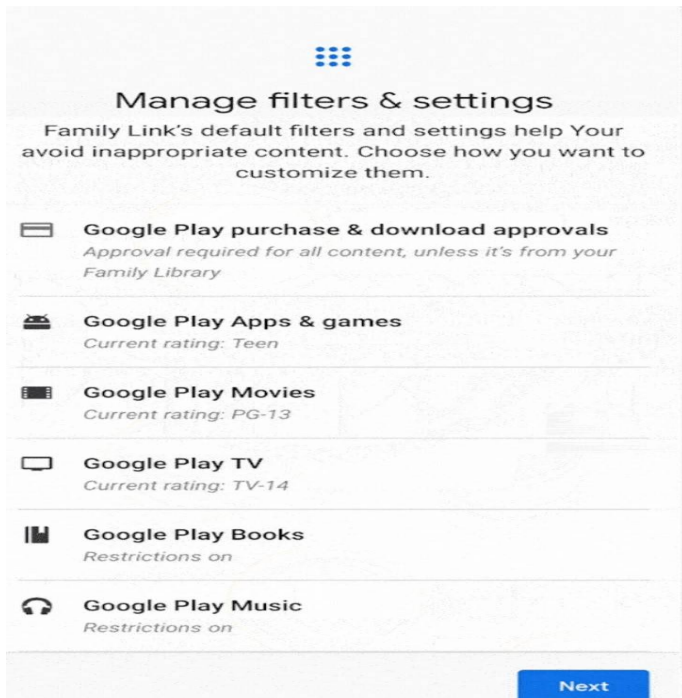 Manage filters & settings
Family Link's default filters and settings help Your
avoid inappropriate content. Choose how you want to
customize them.
Google Play purchase & download approvals
Approval required for all content, unless it's from your
Family Library
Google Play Apps & games
Current rating: Teen
Google Play Movies
Current rating: PG-13
Google Play TV
Current rating: TV-14
Google Play Books
Restrictions on
Google Play Music
Restrictions on
Next